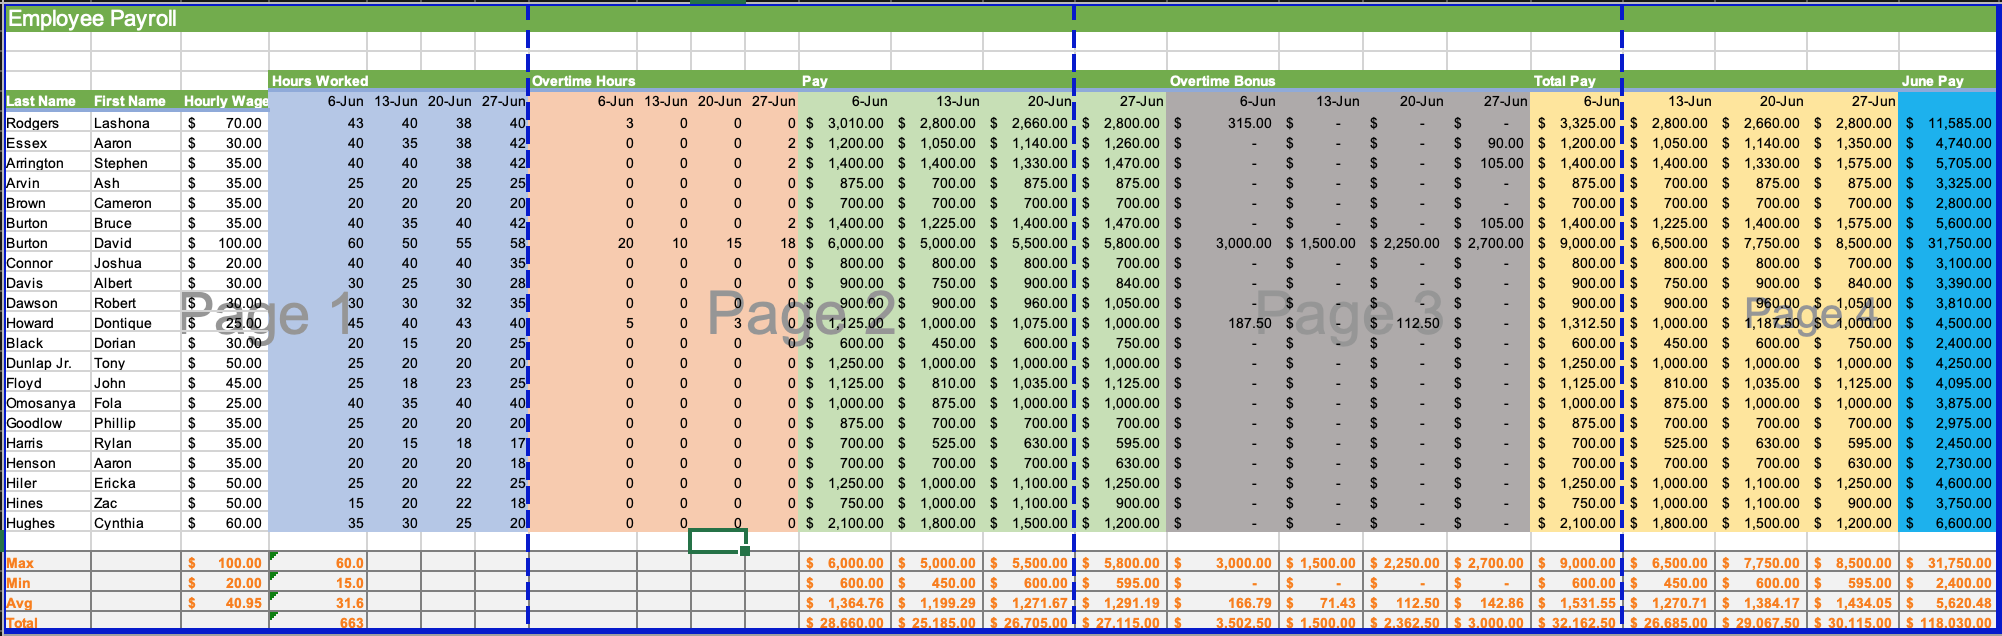 Employee Payroll
Hours Worked Overtime Hours Pay Overtime Bonus Total Pay June Pay
Last Name First Name Hourly Wage 6-Jun 13-Jun 20-Jun 27-Jun 6-Jun 13-Jun 20-Jun 27-Jun 6-Jun 13-Jun 20-Jun 27-Jun 6-Jun 13-Jun 20-Jun 27-Jun 6-Jun 13-Jun 20-Jun 27-Jun
Rodgers Lashona $ 70.00 43 40 38 40 3 0 0 0 $ 3,010.00 $ 2,800.00 $ 2,660.00 $ 2,800.00 $ 315.00 $ - $ - $ - $ 3,325.00 $ 2,800.00 $ 2,660.00 $ 2,800.00 $ 11,585.00
Essex Aaron $ 30.00 40 35 38 42 0 0 0 2 $ 1,200.00 $ 1,050.00 $ 1,140.00 $ 1,260.00 $ - $ - $ - $ 90.00 $ 1,200.00 $ 1,050.00 $ 1,140.00 $ 1,350.00 $ 4,740.00
Arrington Stephen $ 35.00 40 40 38 42 0 0 0 2 $ 1,400.00 $ 1,400.00 $ 1,330.00 $ 1,470.00 $ - $ - $ - $ 105.00 $ 1,400.00 $ 1,400.00 $ 1,330.00 $ 1,575.00 $ 5,705.00
Arvin Ash $ 35.00 25 20 25 25 0 0 0 0 $ 875.00 $ 700.00 $ 875.00 $ 875.00 $ - $ - $ - $ - $ 875.00 $ 700.00 $ 875.00 $ 875.00 $ 3,325.00
Brown Cameron $ 35.00 20 20 20 20 0 0 0 0 $ 700.00 $ 700.00 $ 700.00 $ 700.00 $ - $ - $ - $ - $ 700.00 $ 700.00 $ 700.00 $ 700.00 $ 2,800.00
Burton Bruce $ 35.00 40 35 40 42 0 0 0 2 $ 1,400.00 $ 1,225.00 $ 1,400.00 $ 1,470.00 $ - $ - $ - $ 105.00 $ 1,400.00 $ 1,225.00 $ 1,400.00 $ 1,575.00 $ 5,600.00
Burton David $ 100.00 60 50 55 58 20 10 15 18 $ 6,000.00 $ 5,000.00 $ 5,500.00 $ 5,800.00 $ 3,000.00 $ 1,500.00 $ 2,250.00 $ 2,700.00 $ 9,000.00 $ 6,500.00 $ 7,750.00 $ 8,500.00 $ 31,750.00
Connor Joshua $ 20.00 40 40 40 35 0 0 0 0 $ 800.00 $ 800.00 $ 800.00 $ 700.00 $ - $ - $ - $ - $ 800.00 $ 800.00 $ 800.00 $ 700.00 $ 3,100.00
Davis Albert $ 30.00 30 25 30 28 0 0 0 0 $ 900.00 $ 750.00 $ 900.00 $ 840.00 $ - $ - $ - $ - $ 900.00 $ 750.00 $ 900.00 $ 840.00 $ 3,390.00
Dawson Robert $ 30.00 30 30 32 35 0 0 0 0 $ 900.00 $ 900.00 $ 960.00 $ 1,050.00 $ - $ - $ - $ - $ 900.00 $ 900.00 $ 960.00 $ 1,050.00 $ 3,810.00
Page 1 Page 2 Page 3 Page 4
Howard Dontique $ 25.00 45 40 43 40 5 0 3 0 $ 1,125.00 $ 1,000.00 $ 1,075.00 $ 1,000.00 $ 187.50 $ - $ 112.50 $ - $ 1,312.50 $ 1,000.00 $ 1,187.50 $ 1,000.00 $ 4,500.00
Black Dorian $ 30.00 20 15 20 25 0 0 0 0 $ 600.00 $ 450.00 $ 600.00 $ 750.00 $ - $ - $ - $ - $ 600.00 $ 450.00 $ 600.00 $ 750.00 $ 2,400.00
Dunlap Jr. Tony $ 50.00 25 20 20 20 0 0 0 0 $ 1,250.00 $ 1,000.00 $ 1,000.00 $ 1,000.00 $ - $ - $ - $ - $ 1,250.00 $ 1,000.00 $ 1,000.00 $ 1,000.00 $ 4,250.00
Floyd John $ 45.00 25 18 23 25 0 0 0 0 $ 1,125.00 $ 810.00 $ 1,035.00 $ 1,125.00 $ - $ - $ - $ - $ 1,125.00 $ 810.00 $ 1,035.00 $ 1,125.00 $ 4,095.00
Omosanya Fola $ 25.00 40 35 40 40 0 0 0 0 $ 1,000.00 $ 875.00 $ 1,000.00 $ 1,000.00 $ - $ - $ - $ - $ 1,000.00 $ 875.00 $ 1,000.00 $ 1,000.00 $ 3,875.00
Goodlow Phillip $ 35.00 25 20 20 20 0 0 0 0 $ 875.00 $ 700.00 $ 700.00 $ 700.00 $ - $ - $ - $ - $ 875.00 $ 700.00 $ 700.00 $ 700.00 $ 2,975.00
Harris Rylan $ 35.00 20 15 18 17 0 0 0 0 $ 700.00 $ 525.00 $ 630.00 $ 595.00 $ - $ - $ - $ - $ 700.00 $ 525.00 $ 630.00 $ 595.00 $ 2,450.00
Henson Aaron $ 35.00 20 20 20 18 0 0 0 0 $ 700.00 $ 700.00 $ 700.00 $ 630.00 $ - $ - $ - $ - $ 700.00 $ 700.00 $ 700.00 $ 630.00 $ 2,730.00
Hiler Ericka $ 50.00 25 20 22 25 0 0 0 0 $ 1,250.00 $ 1,000.00 $ 1,100.00 $ 1,250.00 $ - $ - $ - $ - $ 1,250.00 $ 1,000.00 $ 1,100.00 $ 1,250.00 $ 4,600.00
Hines Zac $ 50.00 15 20 22 18 0 0 0 0 $ 750.00 $ 1,000.00 $ 1,100.00 $ 900.00 $ - $ - $ - $ - $ 750.00 $ 1,000.00 $ 1,100.00 $ 900.00 $ 3,750.00
Hughes Cynthia $ 60.00 35 30 25 20 0 0 0 0 $ 2,100.00 $ 1,800.00 $ 1,500.00 $ 1,200.00 $ - $ - $ - $ - $ 2,100.00 $ 1,800.00 $ 1,500.00 $ 1,200.00 $ 6,600.00
Max $ 100.00 60.0 $ 6,000.00 $ 5,000.00 $ 5,500.00 $ 5,800.00 $ 3,000.00 $ 1,500.00 $ 2,250.00 $ 2,700.00 $ 9,000.00 $ 6,500.00 $ 7,750.00 $ 8,500.00 $ 31,750.00
Min $ 20.00 15.0 $ 600.00 $ 450.00 $ 600.00 $ 595.00 $ - $ - $ - $ - $ 600.00 $ 450.00 $ 600.00 $ 595.00 $ 2,400.00
Avg $ 40.95 31.6 $ 1,364.76 $ 1,199.29 $ 1,271.67 $ 1,291.19 $ 166.79 $ 71.43 $ 112.50 $ 142.86 $ 1,531.55 $ 1,270.71 $ 1,384.17 $ 1,434.05 $ 5,620.48
Total 663 $ 28,660.00 $ 25,185.00 $ 26,705.00 $ 27,115.00 $ 3,502.50 $ 1,500.00 $ 2,362.50 $ 3,000.00 $ 32,162.50 $ 26,685.00 $ 29,067.50 $ 30,115.00 $ 118,030.00